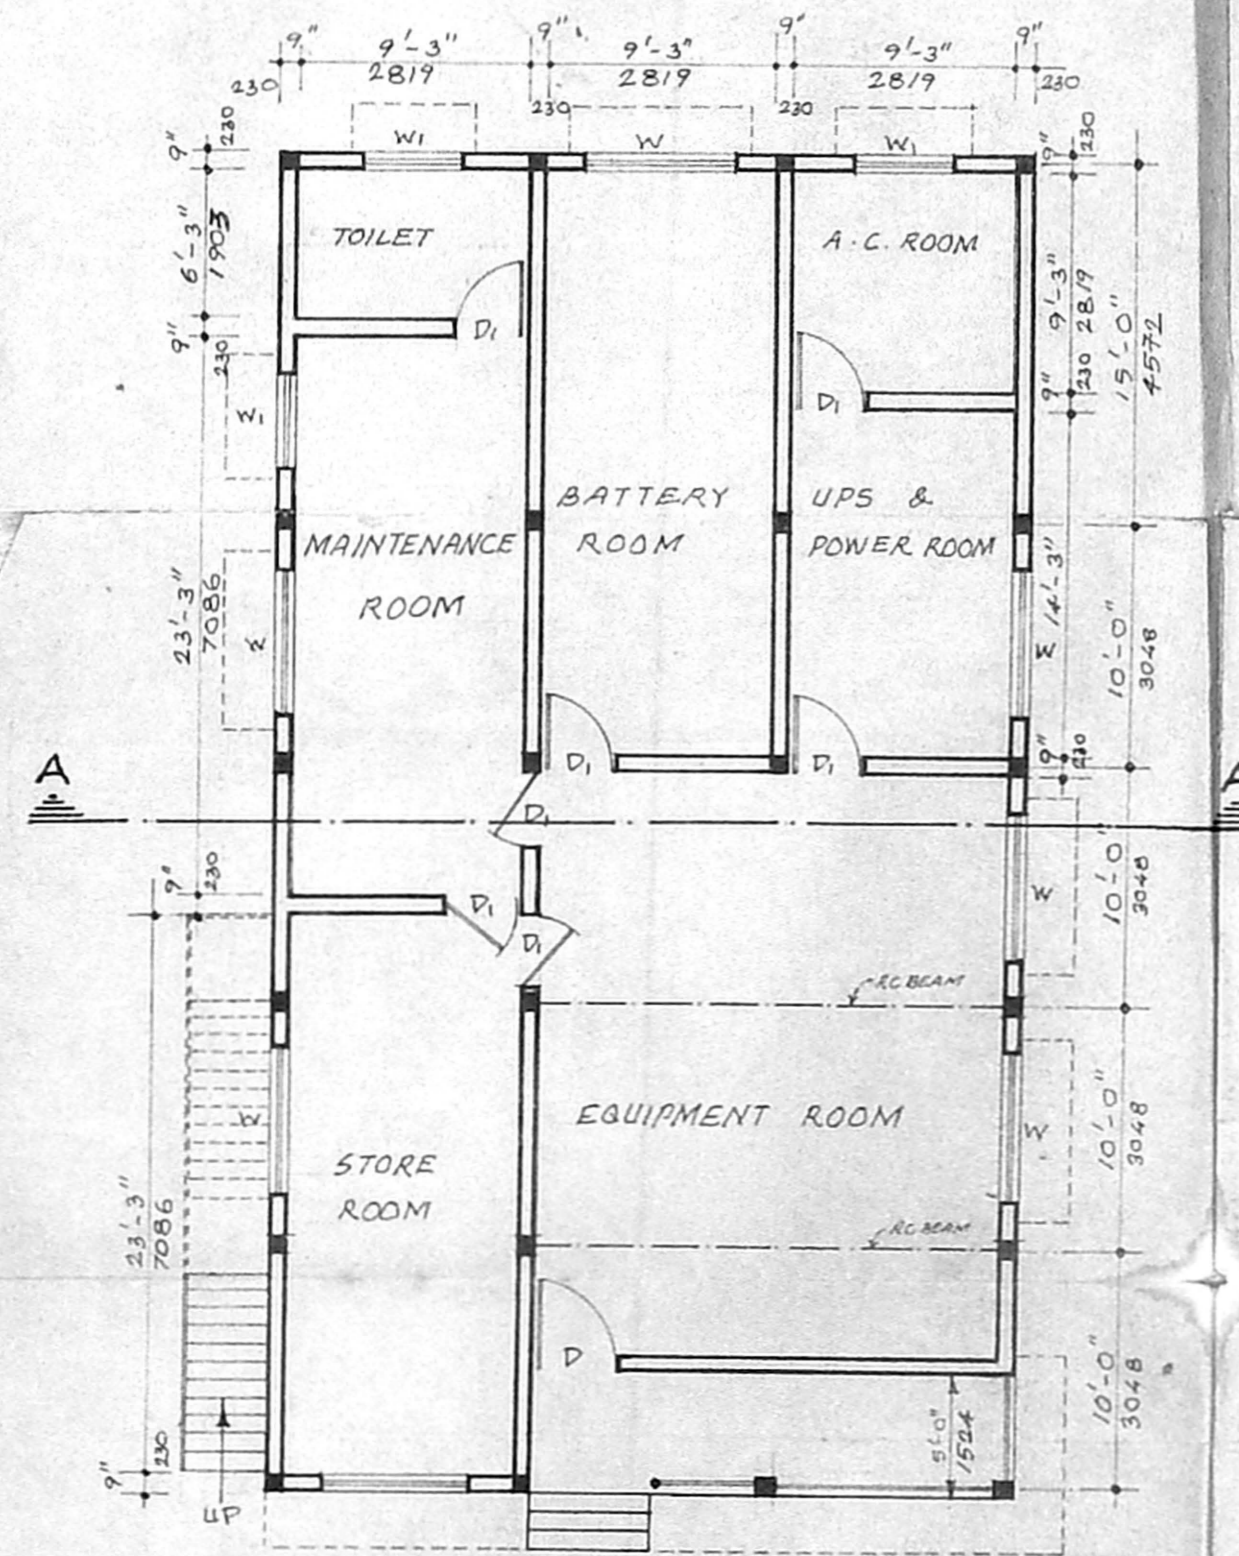 9" 9'-3" 9" 9'-3" 9' 9'-3" 9"
230 2819 230 2819 230 2819 230
W1 W W1
9" 230
9" 230
6'-3" 1903
TOILET
A.C. ROOM
9'-3" 2819
15'-0" 4572
D1
9" 230
D1
9" 230
W1
BATTERY
ROOM
UPS &
POWER ROOM
MAINTENANCE
ROOM
23'-3" 7086
W
14'-3"
W
10'-0" 3048
D1 D1
9" 230
A A
D1
9" 230
D1
D1
W
10'-0" 3048
RC BEAM
W
EQUIPMENT ROOM
W
10'-0" 3048
STORE
ROOM
23'-3" 7086
RC BEAM
D
10'-0" 3048
5'-0" 1524
9" 230
UP